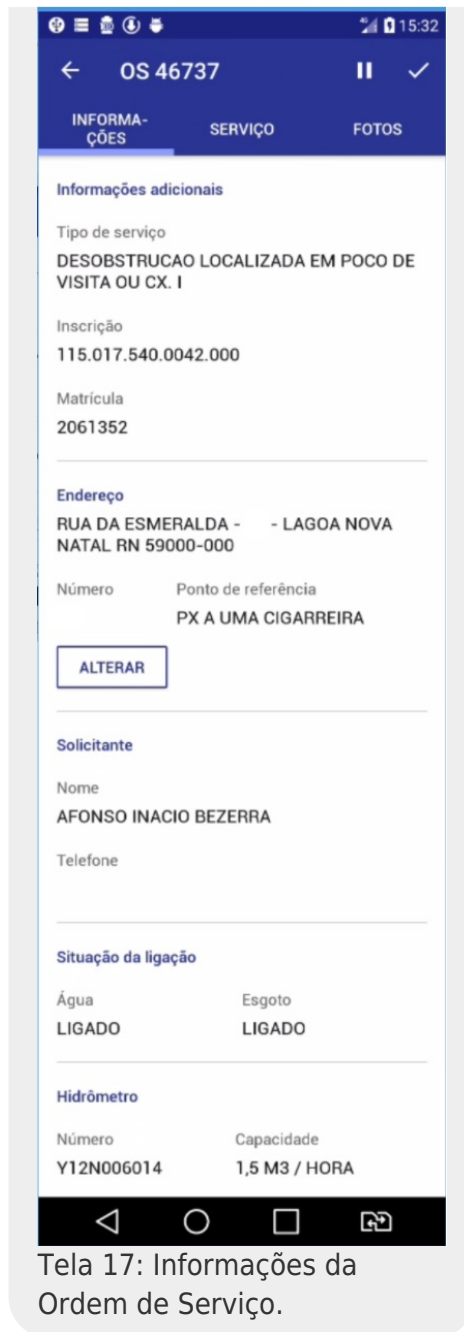 15:32
OS 46737
INFORMA-
ÇÕES
SERVIÇO
FOTOS
Informações adicionais
Tipo de serviço
DESOBSTRUCAO LOCALIZADA EM POCO DE
VISITA OU CX. I
Inscrição
115.017.540.0042.000
Matrícula
2061352
Endereço
RUA DA ESMERALDA - - LAGOA NOVA
NATAL RN 59000-000
Número Ponto de referência
PX A UMA CIGARREIRA
ALTERAR
Solicitante
Nome
AFONSO INACIO BEZERRA
Telefone
Situação da ligação
Água Esgoto
LIGADO LIGADO
Hidrômetro
Número Capacidade
Y12N006014 1,5 M3 / HORA
Tela 17: Informações da
Ordem de Serviço.